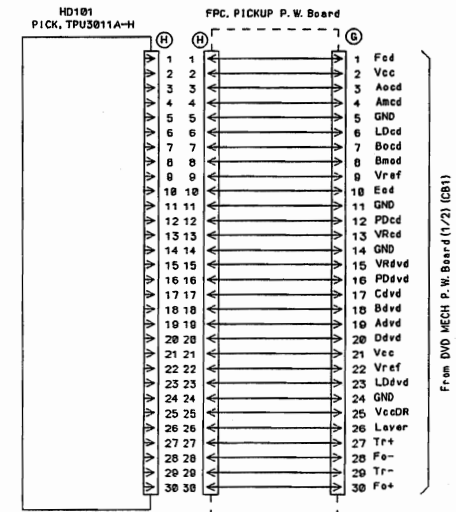 HD101
PICK, TPU3011A-H
FPC, PICKUP P.W. Board
H H G
1 1 1 Fcd
2 2 2 Vcc
3 3 3 Aocd
4 4 4 Amcd
5 5 5 GND
6 6 6 LDcd
7 7 7 Bocd
8 8 8 Bmod
9 9 9 Vref
10 10 10 Ecd
11 11 11 GND
12 12 12 PDcd
13 13 13 VRcd
14 14 14 GND
15 15 15 VRdvd
16 16 16 PDdvd
17 17 17 Cdvd
18 18 18 Bdvd
19 19 19 Advd
20 20 20 Ddvd
21 21 21 Vcc
22 22 22 Vref
23 23 23 LDdvd
24 24 24 GND
25 25 25 VccDR
26 26 26 Laver
27 27 27 Tr+
28 28 28 Fo-
29 29 29 Tr-
30 30 30 Fo+
From DVD MECH P.W. Board(1/2)(CB1)